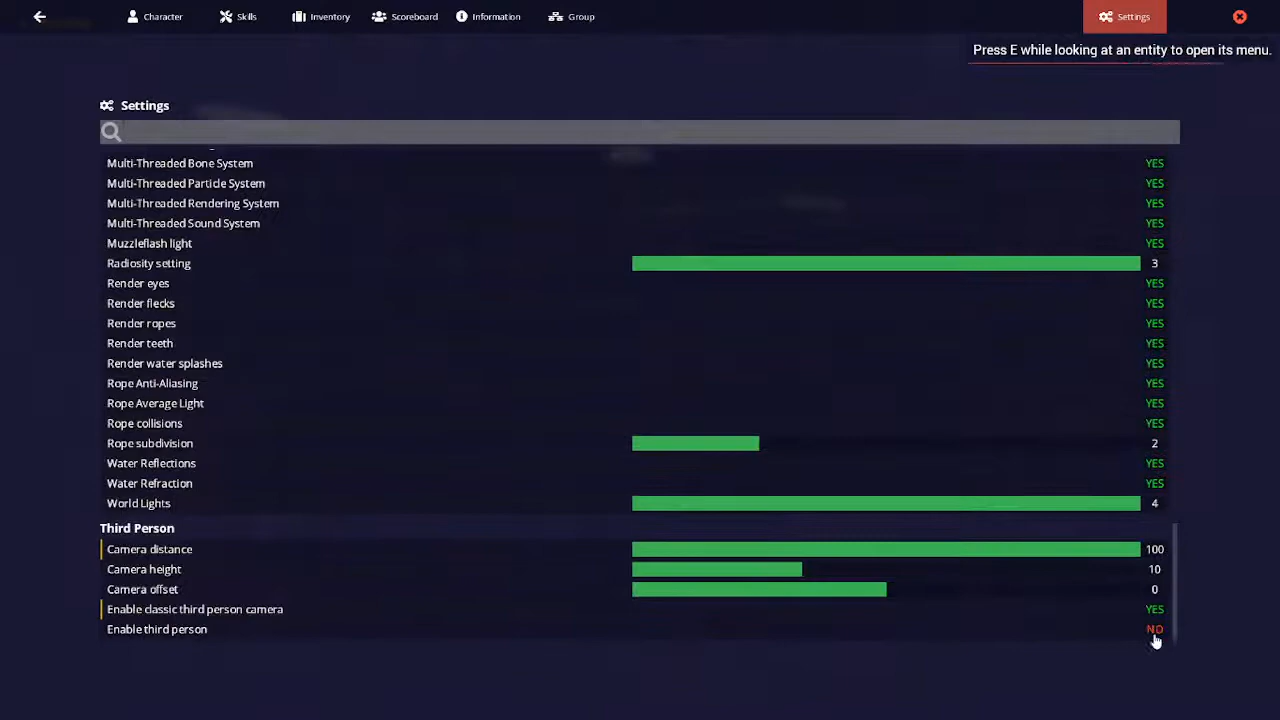 Character Skills Inventory Scoreboard Information Group Settings
Press E while looking at an entity to open its menu.
Settings
Multi-Threaded Bone System YES
Multi-Threaded Particle System YES
Multi-Threaded Rendering System YES
Multi-Threaded Sound System YES
Muzzleflash light YES
Radiosity setting 3
Render eyes YES
Render flecks YES
Render ropes YES
Render teeth YES
Render water splashes YES
Rope Anti-Aliasing YES
Rope Average Light YES
Rope collisions YES
Rope subdivision 2
Water Reflections YES
Water Refraction YES
World Lights 4
Third Person
Camera distance 100
Camera height 10
Camera offset 0
Enable classic third person camera YES
Enable third person NO